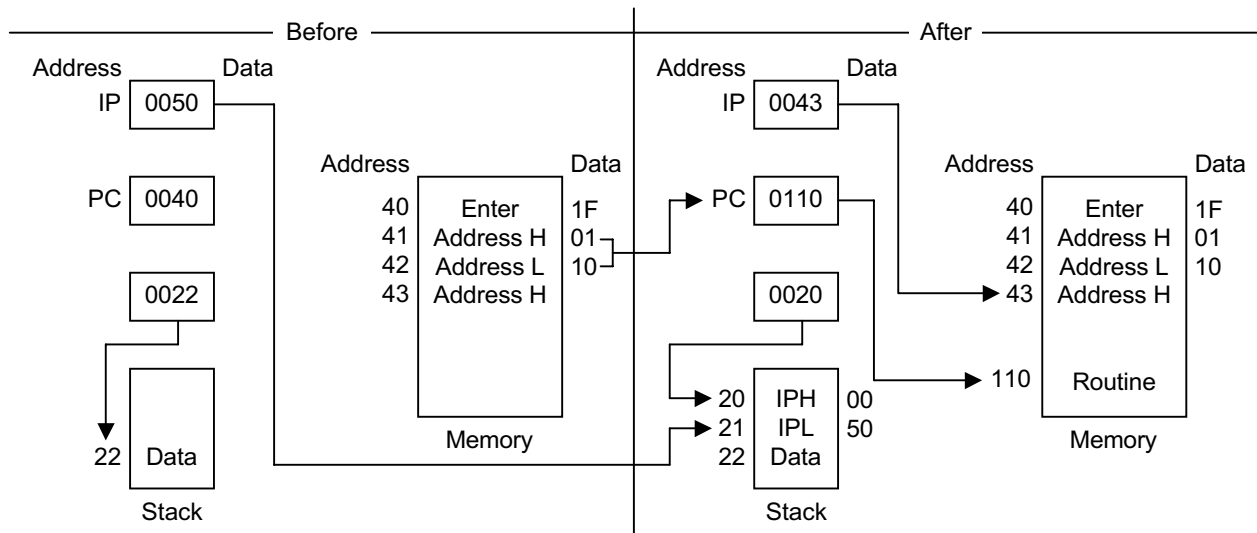 Before
Address Data
IP 0050
PC 0040
0022
22 Data
Stack
Address Data
40 Enter 1F
41 Address H 01
42 Address L 10
43 Address H
Memory
After
Address Data
IP 0043
PC 0110
0020
20 IPH 00
21 IPL 50
22 Data
Stack
Address Data
40 Enter 1F
41 Address H 01
42 Address L 10
43 Address H
110 Routine
Memory